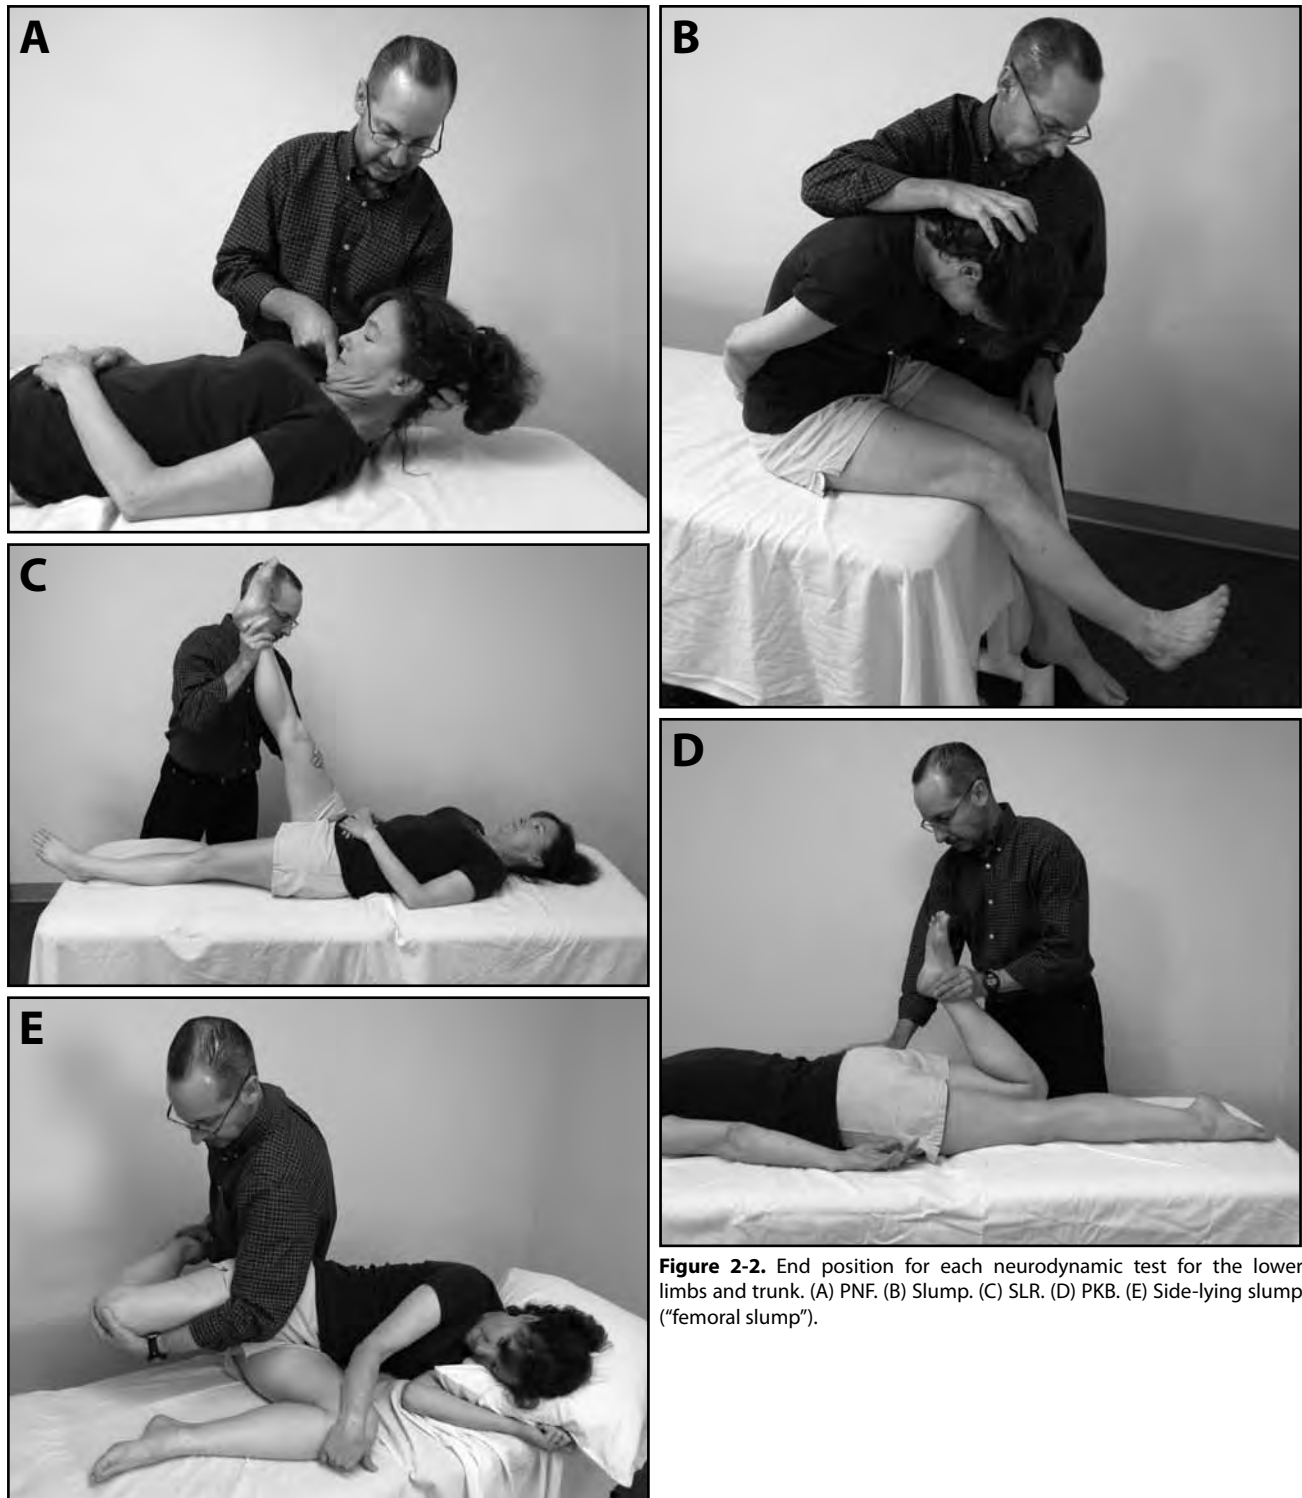 A
B
C
D
E
Figure 2-2. End position for each neurodynamic test for the lower
limbs and trunk. (A) PNF. (B) Slump. (C) SLR. (D) PKB. (E) Side-lying slump
(“femoral slump”).